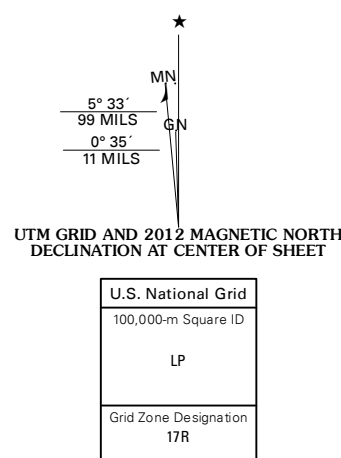 MN
5° 33´
99 MILS
GN
0° 35´
11 MILS
UTM GRID AND 2012 MAGNETIC NORTH
DECLINATION AT CENTER OF SHEET
U.S. National Grid
100,000-m Square ID
LP
Grid Zone Designation
17R